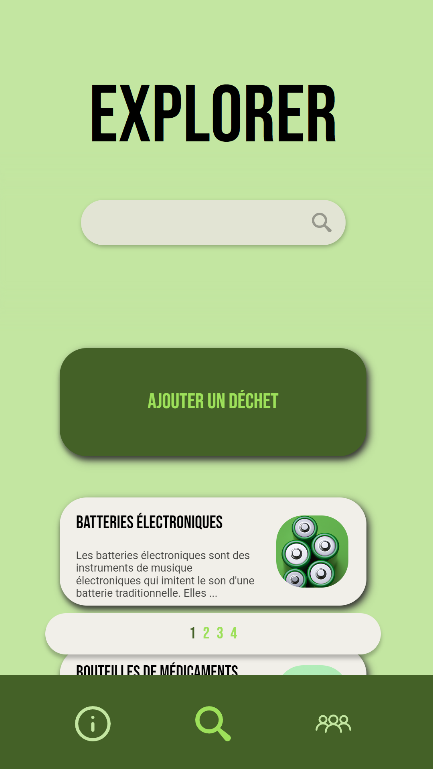 EXPLORER
AJOUTER UN DÉCHET
BATTERIES ÉLECTRONIQUES
Les batteries électroniques sont des
instruments de musique
électroniques qui imitent le son d'une
batterie traditionnelle. Elles ...
1 2 3 4
BOUTEILLES DE MÉDICAMENTS